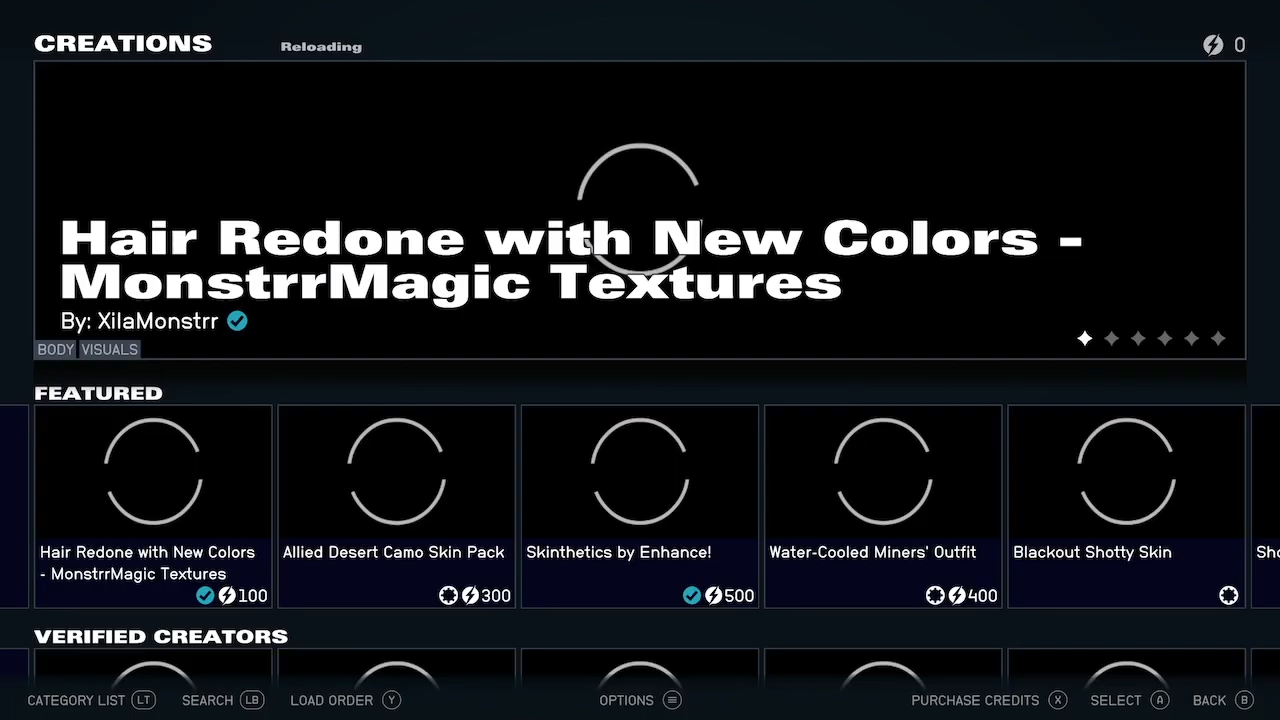 CREATIONS
Reloading
0
Hair Redone with New Colors -
MonstrrMagic Textures
By: XilaMonstrr
BODY VISUALS
FEATURED
Hair Redone with New Colors
- MonstrrMagic Textures
100
Allied Desert Camo Skin Pack
300
Skinthetics by Enhance!
500
Water-Cooled Miners' Outfit
400
Blackout Shotty Skin
Sho
VERIFIED CREATORS
CATEGORY LIST LT
SEARCH LB
LOAD ORDER Y
OPTIONS
PURCHASE CREDITS X
SELECT A
BACK B